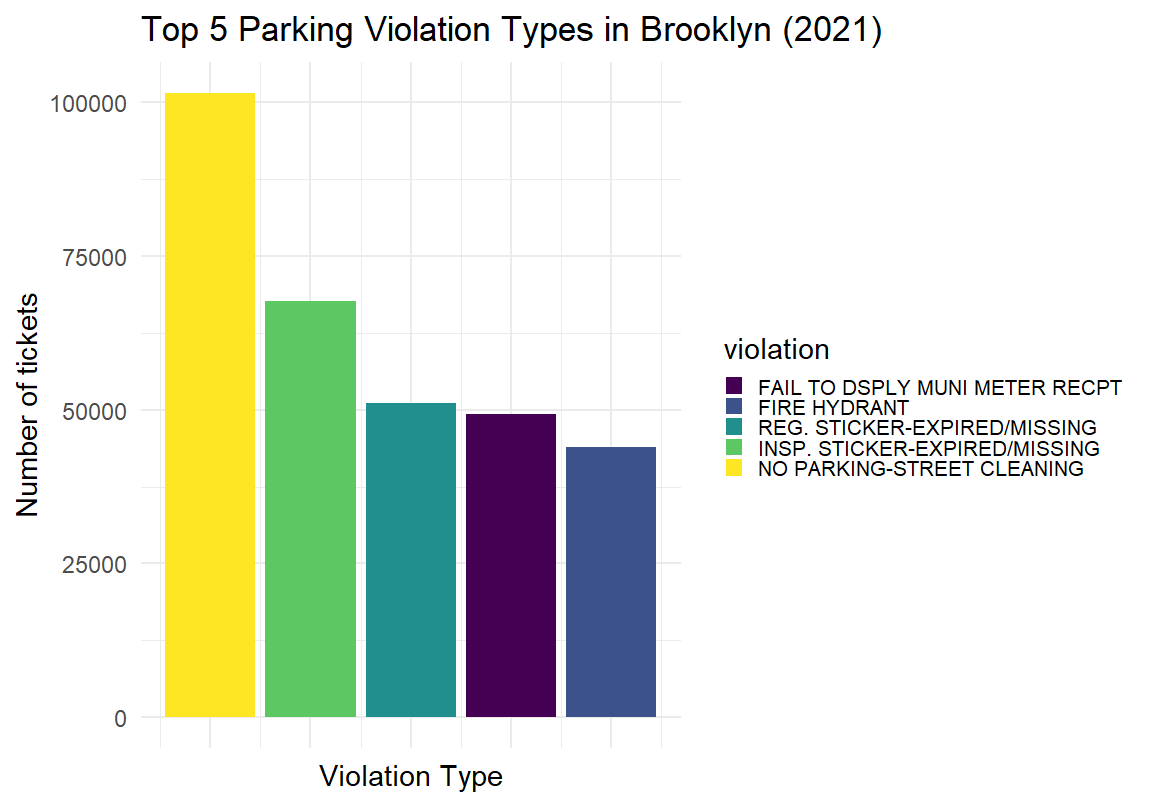 Top 5 Parking Violation Types in Brooklyn (2021)
100000
75000
50000
25000
0
Number of tickets
Violation Type
violation
FAIL TO DSPLY MUNI METER RECPT
FIRE HYDRANT
REG. STICKER-EXPIRED/MISSING
INSP. STICKER-EXPIRED/MISSING
NO PARKING-STREET CLEANING